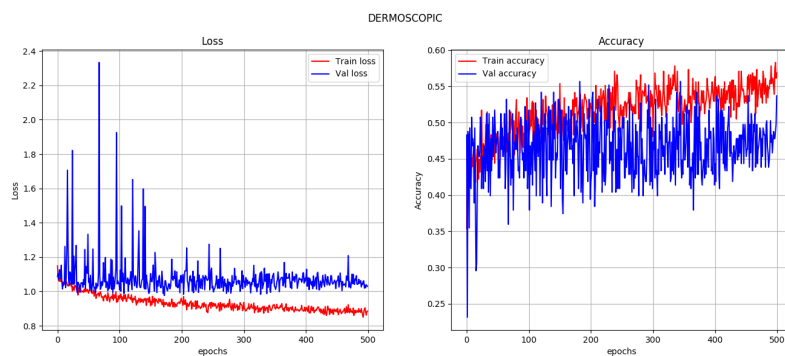 DERMOSCOPIC
Loss
2.4
2.2
2.0
1.8
1.6
1.4
1.2
1.0
0.8
Loss
0
100
200
300
400
500
epochs
Train loss
Val loss
Accuracy
0.60
0.55
0.50
0.45
0.40
0.35
0.30
0.25
Accuracy
0
100
200
300
400
500
epochs
Train accuracy
Val accuracy